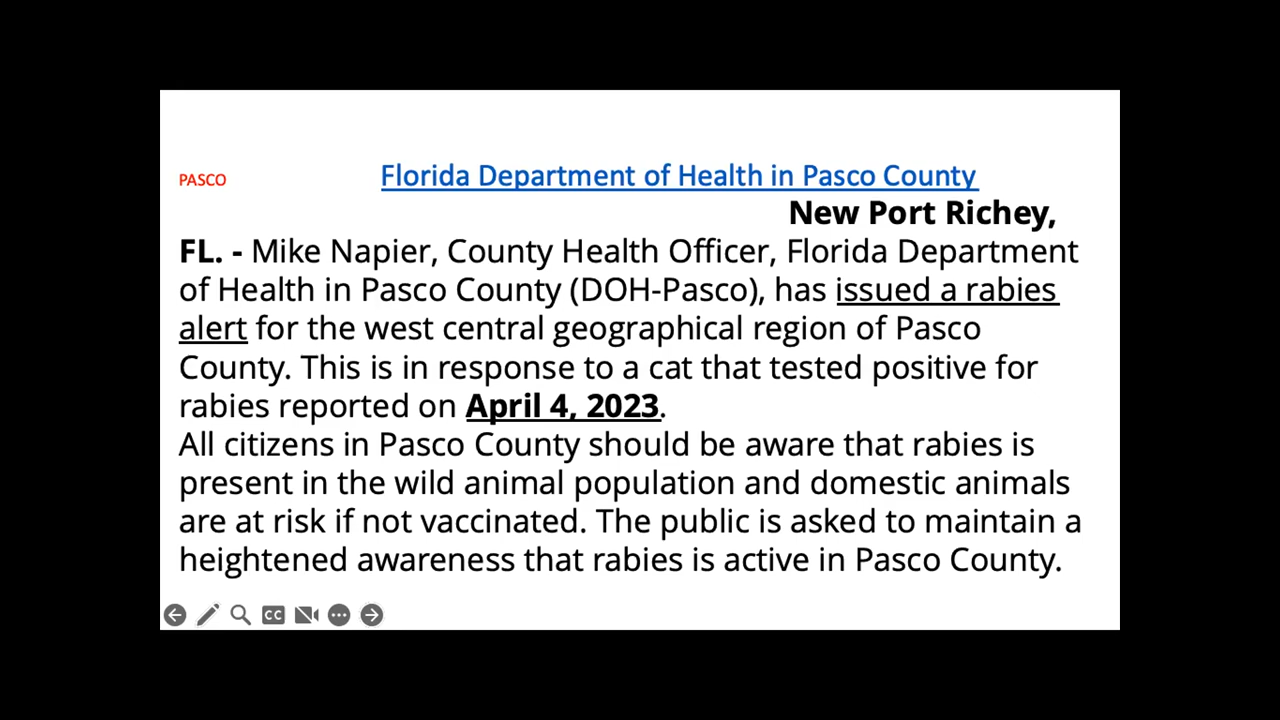 PASCO Florida Department of Health in Pasco County
New Port Richey,
FL. - Mike Napier, County Health Officer, Florida Department
of Health in Pasco County (DOH-Pasco), has issued a rabies
alert for the west central geographical region of Pasco
County. This is in response to a cat that tested positive for
rabies reported on April 4, 2023.
All citizens in Pasco County should be aware that rabies is
present in the wild animal population and domestic animals
are at risk if not vaccinated. The public is asked to maintain a
heightened awareness that rabies is active in Pasco County.
CC